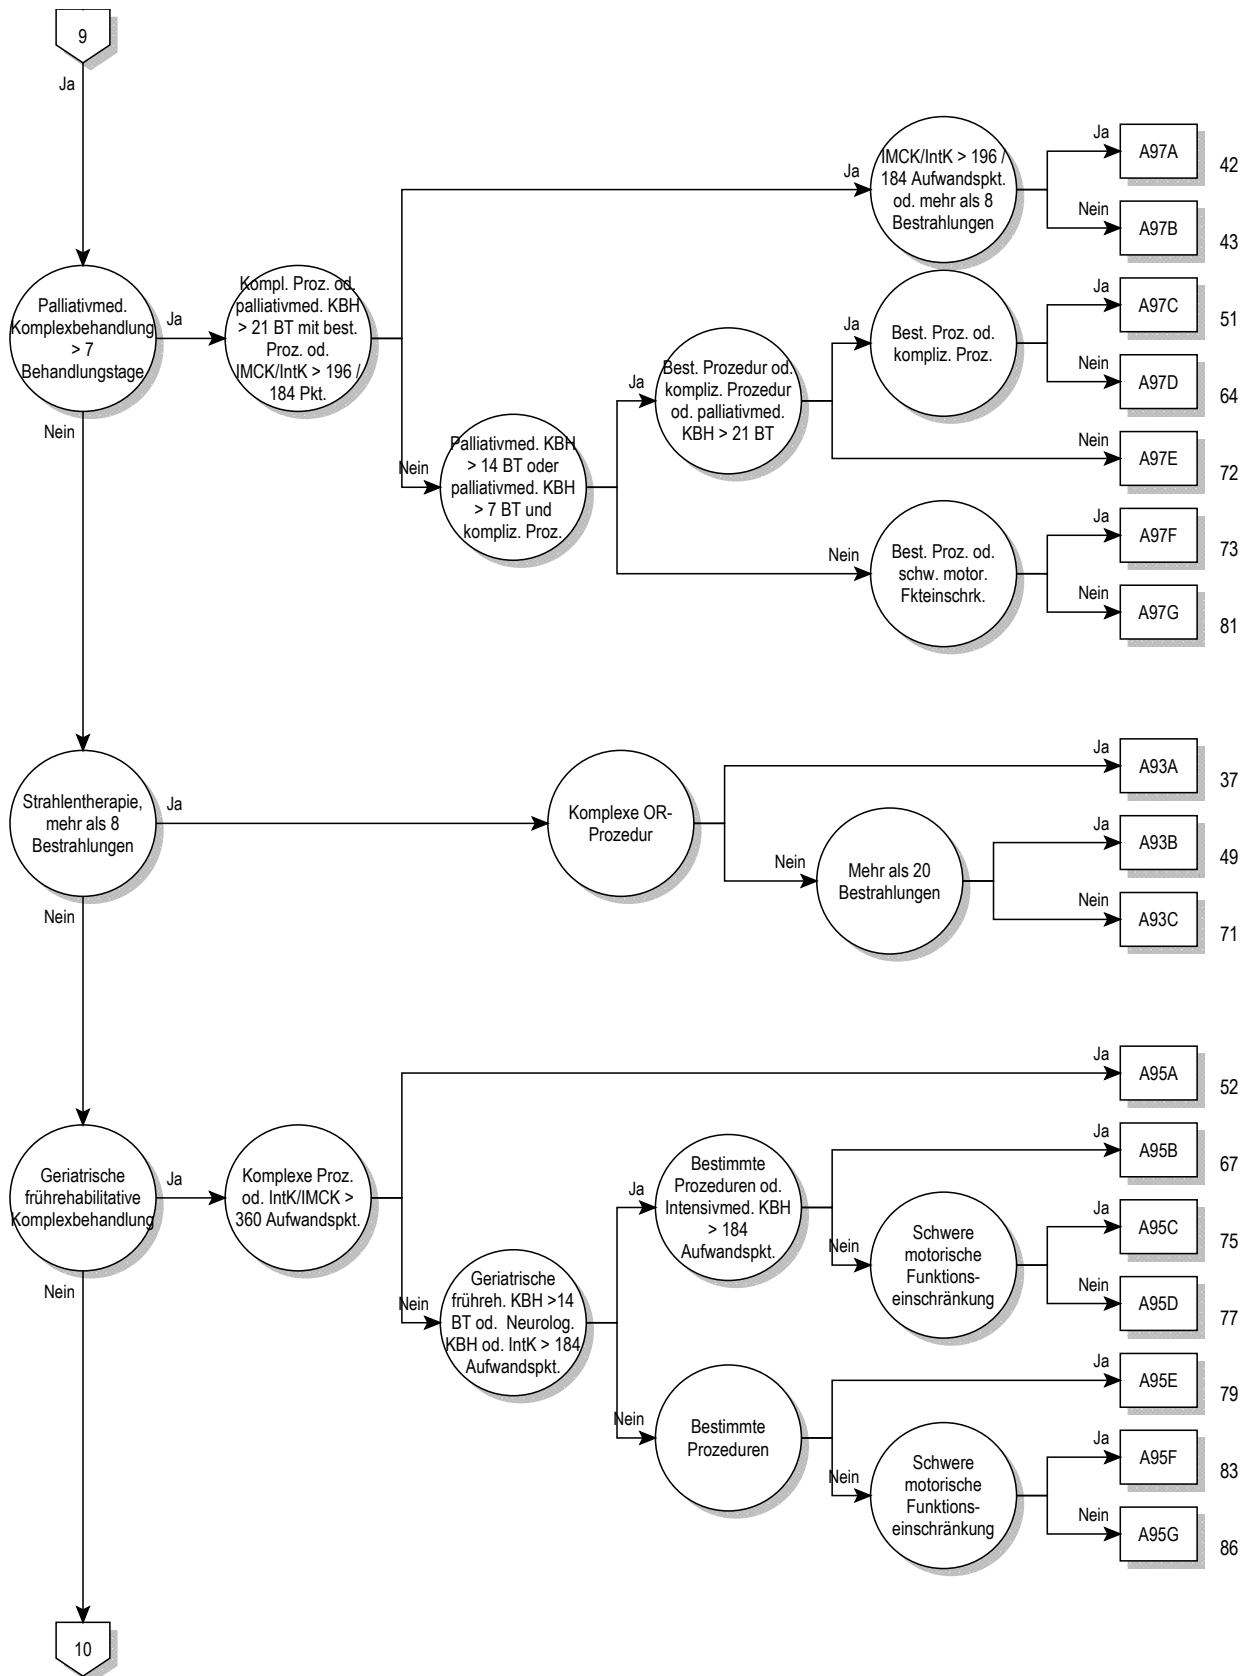 9
Ja
Palliativmed.
Komplexbehandlung
> 7
Behandlungstage
Ja
Nein
Kompl. Proz. od.
palliativmed. KBH
> 21 BT mit best.
Proz. od.
IMCK/IntK > 196 /
184 Pkt.
Ja
IMCK/IntK > 196 /
184 Aufwandspkt.
od. mehr als 8
Bestrahlungen
Ja
A97A
42
Nein
A97B
43
Nein
Palliativmed. KBH
> 14 BT oder
palliativmed. KBH
> 7 BT und
kompliz. Proz.
Ja
Best. Prozedur od.
kompliz. Prozedur
od. palliativmed.
KBH > 21 BT
Ja
Best. Proz. od.
kompliz. Proz.
Ja
A97C
51
Nein
A97D
64
Nein
A97E
72
Nein
Best. Proz. od.
schw. motor.
Fkteinschrk.
Ja
A97F
73
Nein
A97G
81
Strahlentherapie,
mehr als 8
Bestrahlungen
Ja
Nein
Komplexe OR-
Prozedur
Ja
A93A
37
Nein
Mehr als 20
Bestrahlungen
Ja
A93B
49
Nein
A93C
71
Geriatrische
frührehabilitative
Komplexbehandlung
Ja
Nein
Komplexe Proz.
od. IntK/IMCK >
360 Aufwandspkt.
Ja
A95A
52
Nein
Geriatrische
frühreh. KBH >14
BT od. Neurolog.
KBH od. IntK > 184
Aufwandspkt.
Ja
Bestimmte
Prozeduren od.
Intensivmed. KBH
> 184
Aufwandspkt.
Ja
A95B
67
Nein
Schwere
motorische
Funktions-
einschränkung
Ja
A95C
75
Nein
A95D
77
Nein
Bestimmte
Prozeduren
Ja
A95E
79
Nein
Schwere
motorische
Funktions-
einschränkung
Ja
A95F
83
Nein
A95G
86
10